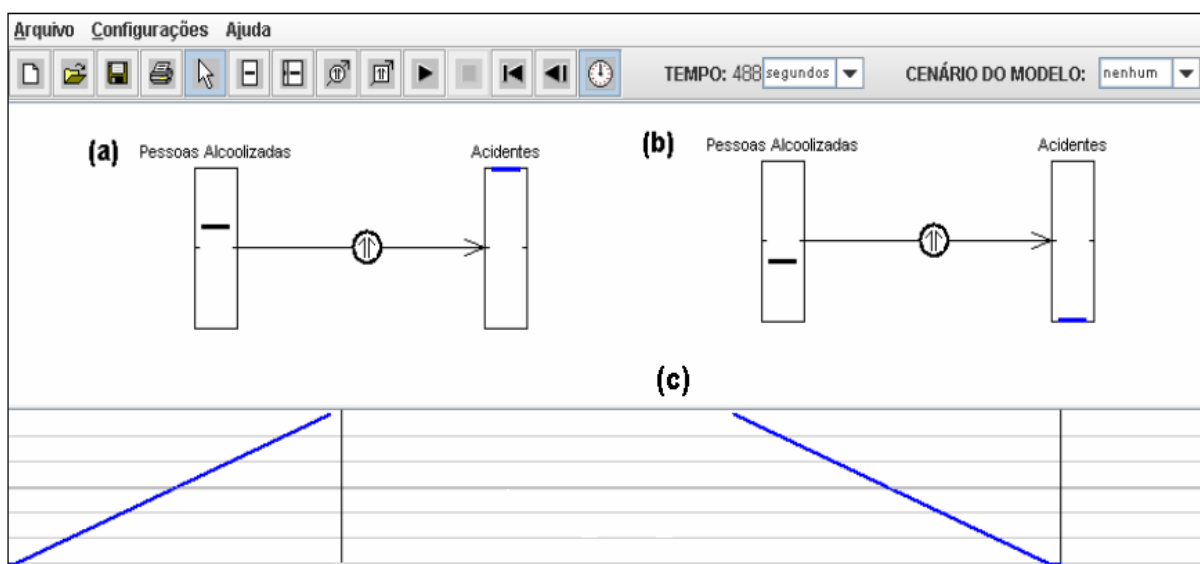 Arquivo Configurações Ajuda
TEMPO: 488 segundos CENÁRIO DO MODELO: nenhum
(a) Pessoas Alcoolizadas Acidentes (b) Pessoas Alcoolizadas Acidentes
(c)